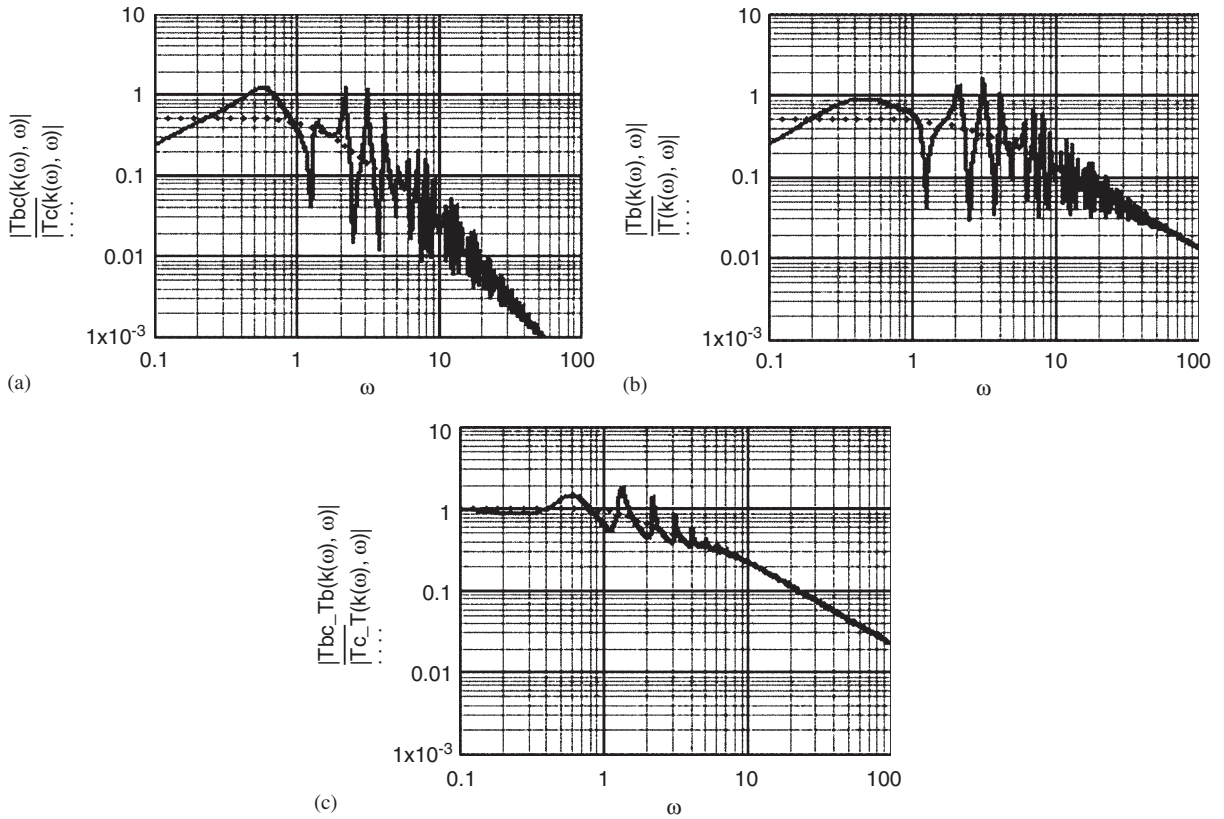 10
1
0.1
0.01
1x10-3
0.1 1 10 100
|Tbc(k(ω), ω)|
|Tc(k(ω), ω)|
....
(a)
ω
10
1
0.1
0.01
1x10-3
0.1 1 10 100
|Tb(k(ω), ω)|
|T(k(ω), ω)|
....
(b)
ω
10
1
0.1
0.01
1x10-3
0.1 1 10 100
|Tbc_Tb(k(ω), ω)|
|Tc_T(k(ω), ω)|
....
(c)
ω